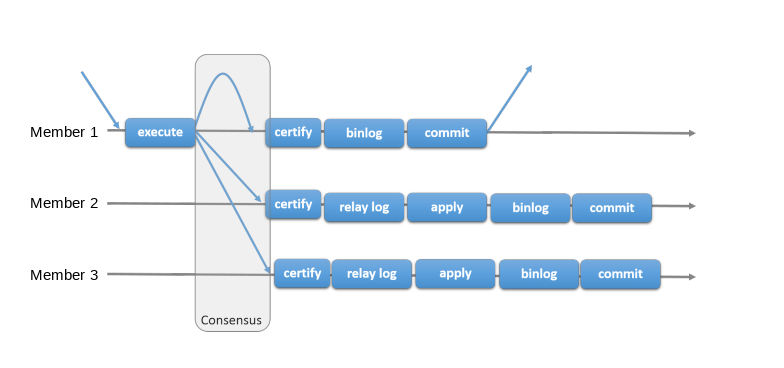 Member 1 execute certify binlog commit
Member 2 certify relay log apply binlog commit
Member 3 certify relay log apply binlog commit
Consensus